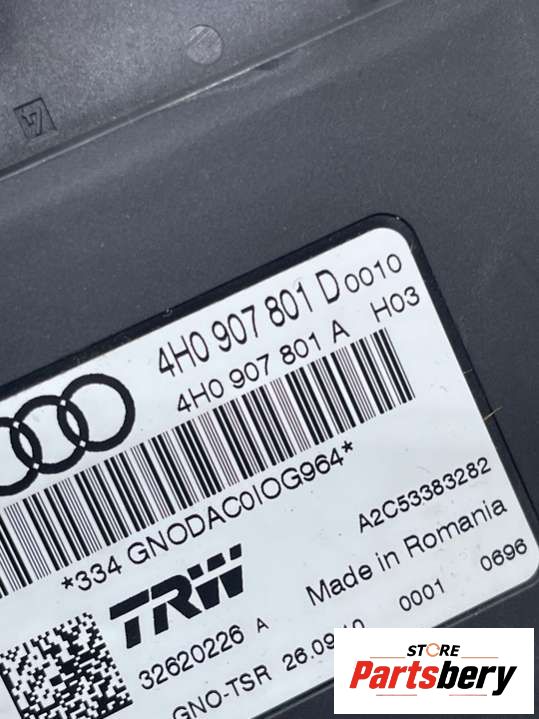 4H0 907 801 D 0010
4H0 907 801 A H03
*334 GNODAC0IOG964*
TRW
A2C53383282
Made in Romania
32620226 A
0001 0696
GNO-TSR
STORE
Partsbery